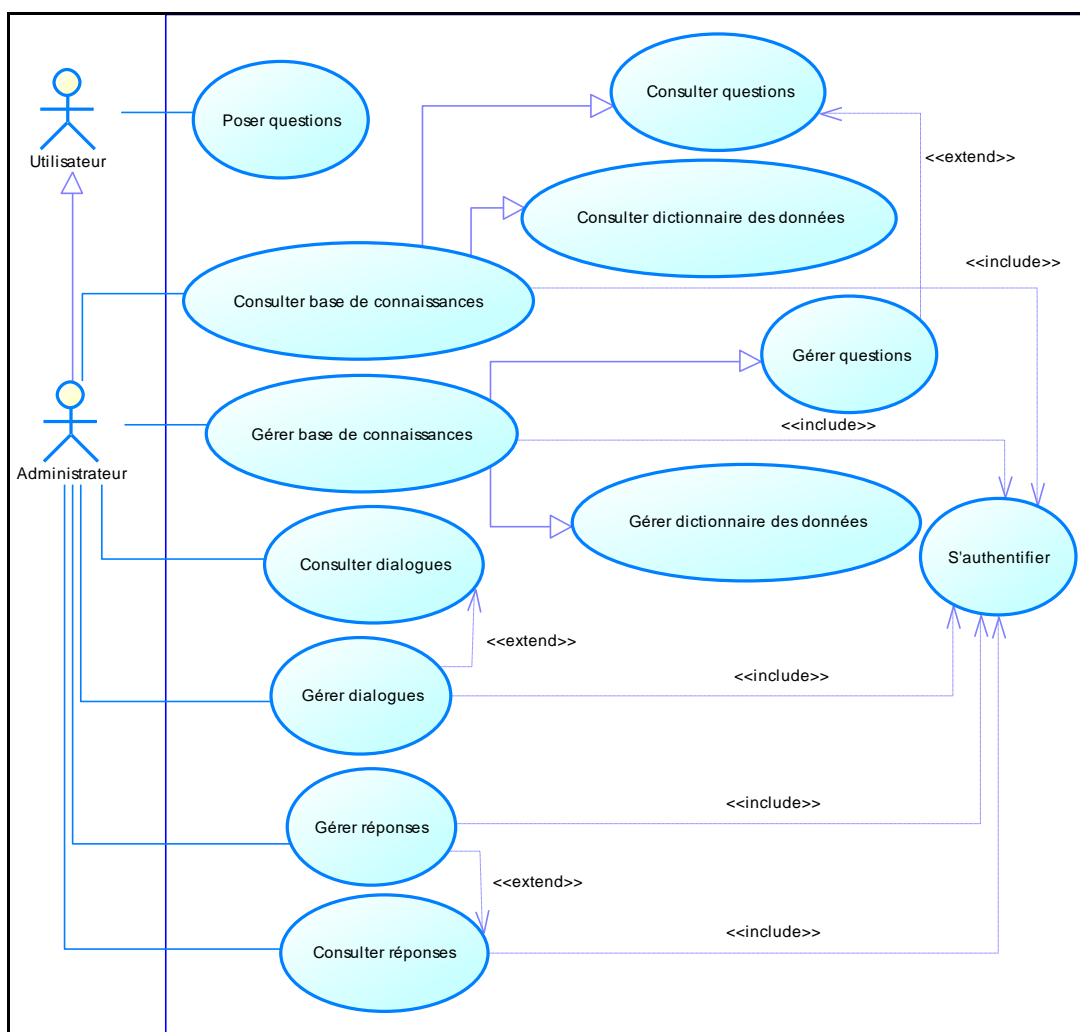 Consulter questions
Poser questions
Utilisateur
<<extend>>
Consulter dictionnaire des données
<<include>>
Consulter base de connaissances
Gérer questions
<<include>>
Gérer base de connaissances
Administrateur
Gérer dictionnaire des données
S'authentifier
Consulter dialogues
<<extend>>
<<include>>
Gérer dialogues
<<include>>
Gérer réponses
<<extend>>
<<include>>
Consulter réponses